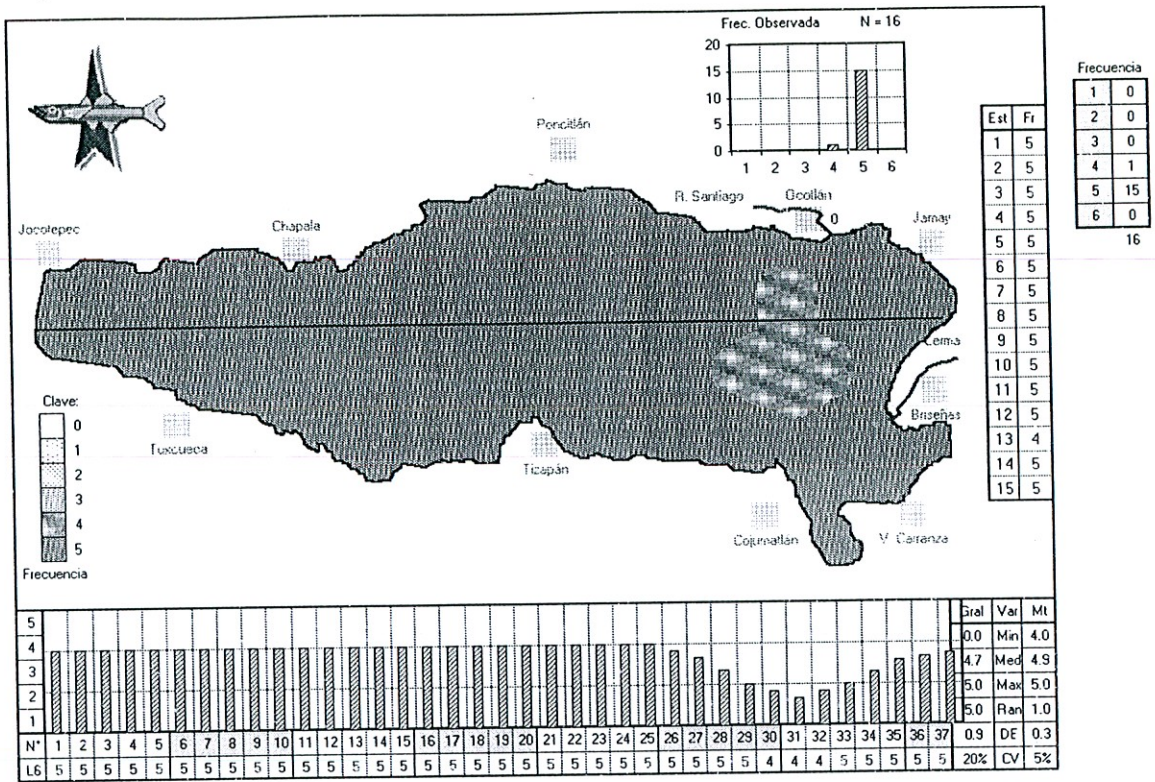 Frec. Observada N = 16
20
15
10
5
0
1 2 3 4 5 6
Frecuencia
1 0
2 0
3 0
4 1
5 15
6 0
16
Est Fr
1 5
2 5
3 5
4 5
5 5
6 5
7 5
8 5
9 5
10 5
11 5
12 5
13 4
14 5
15 5
Poncitlán
R. Santiago
Ocotlán
0
Jamay
Jocotepec
Chapala
Lerma
Briseñas
Tuxcueca
Tizapán
Cojumatlán
V. Carranza
Clave:
0
1
2
3
4
5
Frecuencia
5
4
3
2
1
Gral Var Mt
0.0 Min 4.0
4.7 Med 4.9
5.0 Max 5.0
5.0 Ran 1.0
N° 1 2 3 4 5 6 7 8 9 10 11 12 13 14 15 16 17 18 19 20 21 22 23 24 25 26 27 28 29 30 31 32 33 34 35 36 37 0.9 DE 0.3
L6 5 5 5 5 5 5 5 5 5 5 5 5 5 5 5 5 5 5 5 5 5 5 5 5 5 5 5 5 5 4 4 4 5 5 5 5 5 20% CV 5%